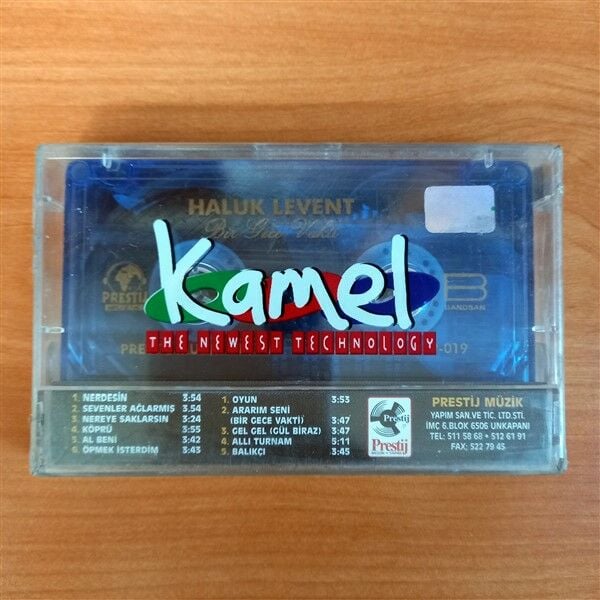 HALUK LEVENT
Bir Gece Vakti
Kamel
THE NEWEST TECHNOLOGY
PRESTİJ
BANDSAN
-019
1. NERDESİN 3:54
2. SEVENLER AĞLARMIŞ 3.54
3. NEREYE SAKLARSIN 3:24
4. KÖPRÜ 3:55
5. AL BENİ 3:42
6. ÖPMEK İSTERDİM 3:43
1. OYUN 3:53
2. ARARIM SENİ
(BİR GECE VAKTİ) 3:47
3. GEL GEL (GÜL BİRAZ) 3:47
4. ALLI TURNAM 5:11
5. BALIKÇI 3:45
Prestij
Prestij
PRESTİJ MÜZİK
YAPIM SAN.VE TİC. LTD.STİ.
İMÇ 6.BLOK 6506 UNKAPANI
TEL: 511 58 68 • 512 61 91
FAX: 522 79 45